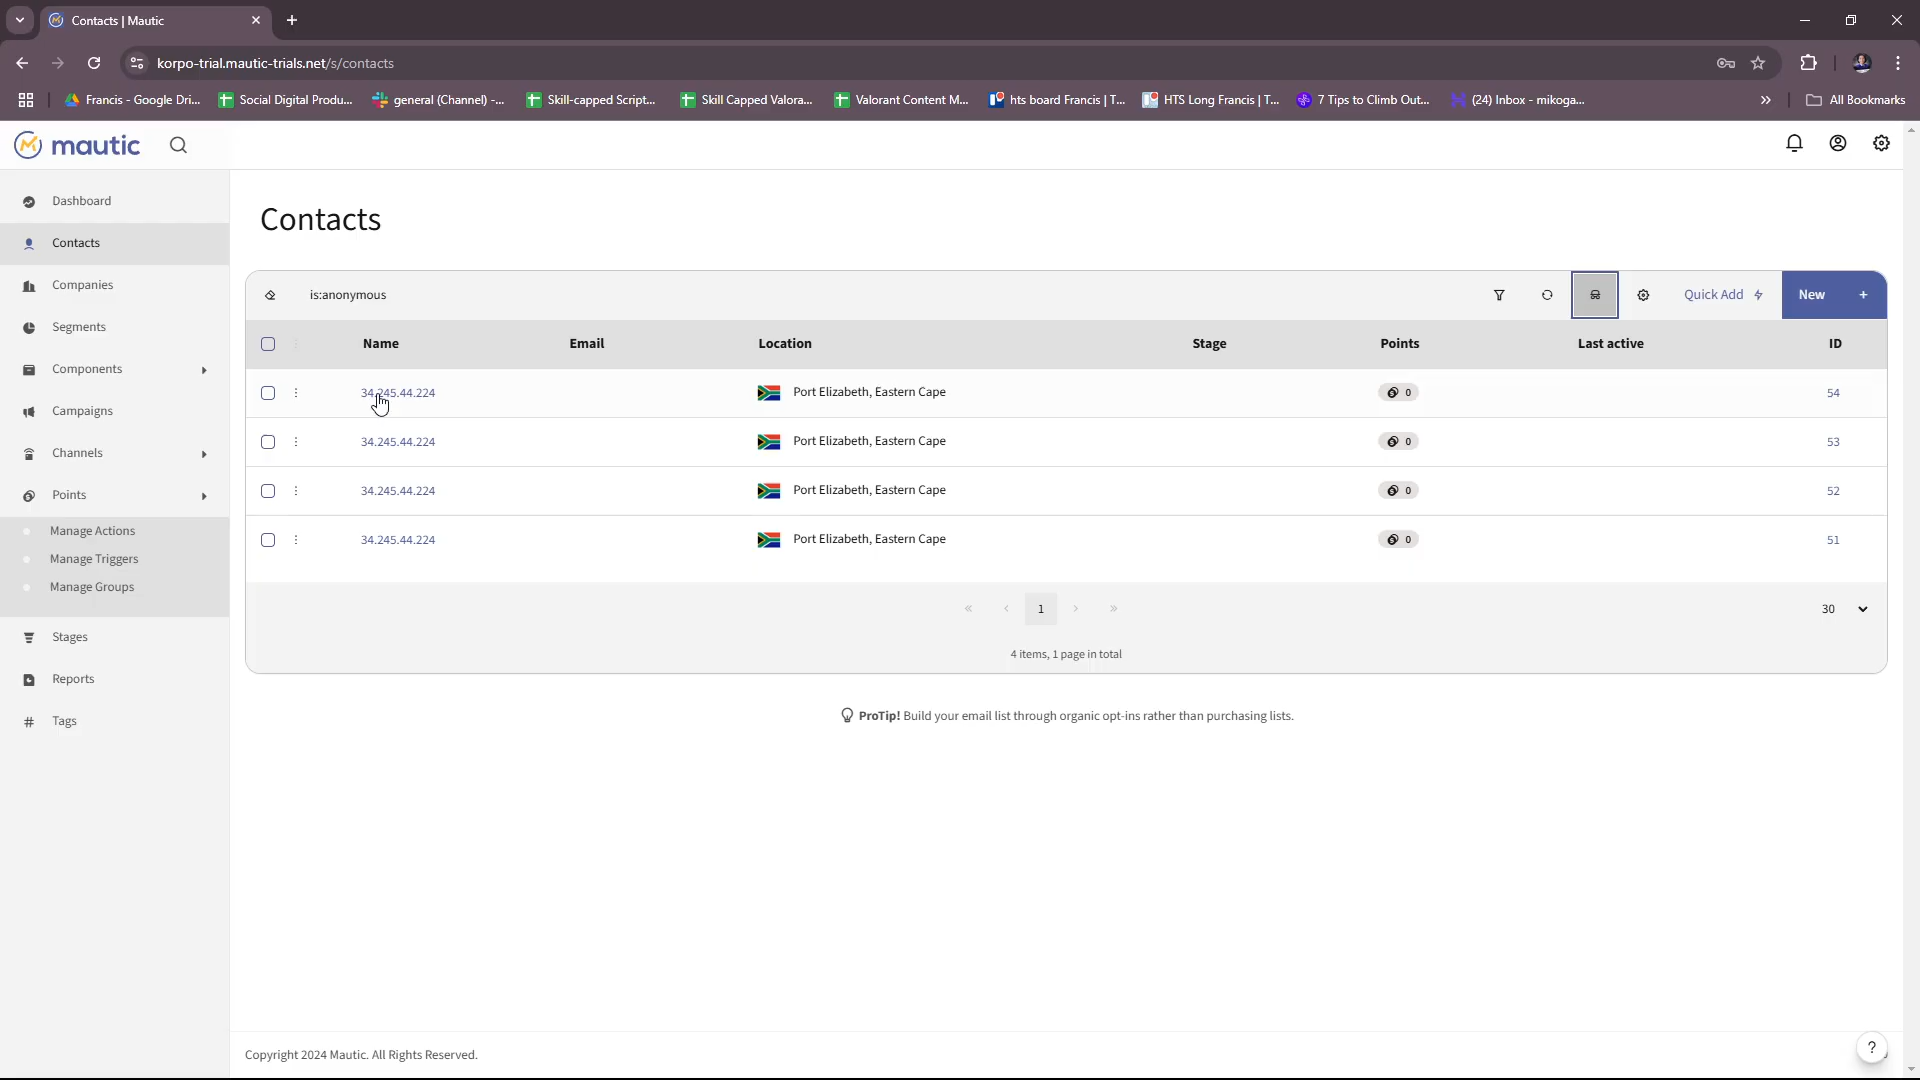 Contacts | Mautic
korpo-trial.mautic-trials.net/s/contacts
Francis - Google Dri...
Social Digital Produ...
general (Channel) -...
Skill-capped Script...
Skill Capped Valora...
Valorant Content M...
hts board Francis | T...
HTS Long Francis | T...
7 Tips to Climb Out...
(24) Inbox - mikoga...
All Bookmarks
mautic
Dashboard
Contacts
Companies
Segments
Components
Campaigns
Channels
Points
Manage Actions
Manage Triggers
Manage Groups
Stages
Reports
Tags
Contacts
is:anonymous
Quick Add
New +
Name Email Location Stage Points Last active ID
34.245.44.224 Port Elizabeth, Eastern Cape 0 54
34.245.44.224 Port Elizabeth, Eastern Cape 0 53
34.245.44.224 Port Elizabeth, Eastern Cape 0 52
34.245.44.224 Port Elizabeth, Eastern Cape 0 51
« ‹ 1 › »
30
4 items, 1 page in total
ProTip! Build your email list through organic opt-ins rather than purchasing lists.
Copyright 2024 Mautic. All Rights Reserved.
?